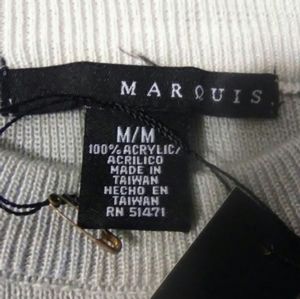 MARQUIS
M/M
100% ACRYLIC/
ACRILICO
MADE IN
TAIWAN
HECHO EN
TAIWAN
RN 51471